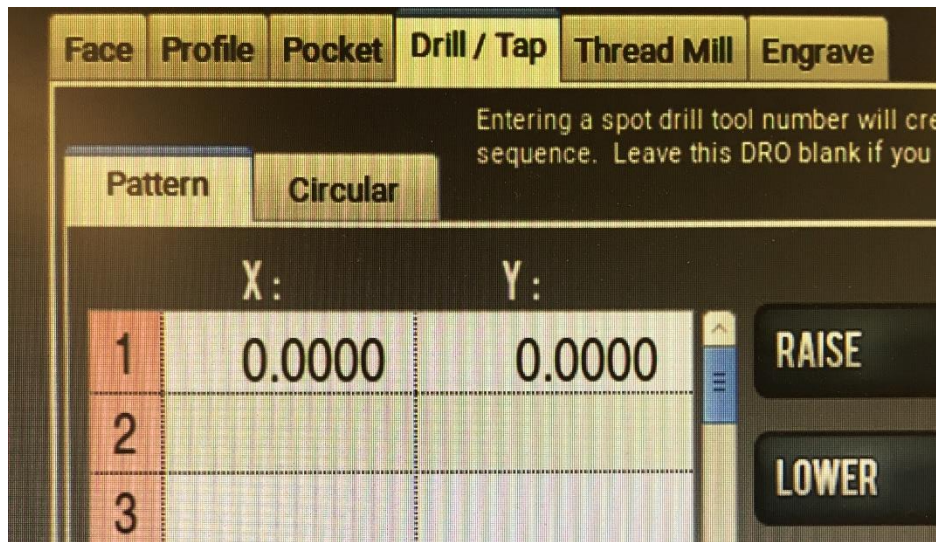 Face Profile Pocket Drill / Tap Thread Mill Engrave
Entering a spot drill tool number will
sequence. Leave this DRO blank if you
Pattern Circular
X: Y:
1 0.0000 0.0000
RAISE
2
LOWER
3